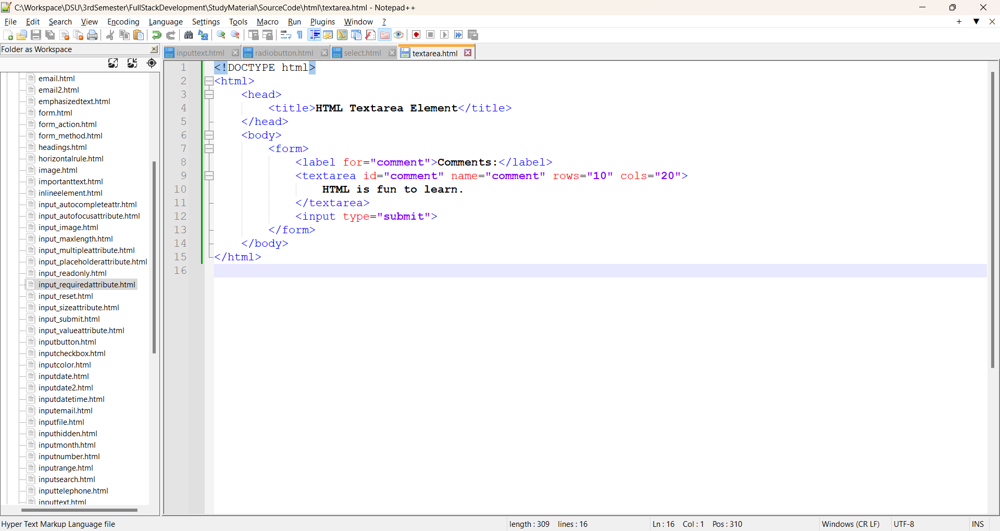 C:\Workspace\DSU\3rdSemester\FullStackDevelopment\StudyMaterial\SourceCode\html\textarea.html - Notepad++
File Edit Search View Encoding Language Settings Tools Macro Run Plugins Window ?
Folder as Workspace
inputtext.html radiobutton.html select.html textarea.html
email.html
email2.html
emphasizedtext.html
form.html
form_action.html
form_method.html
headings.html
horizontalrule.html
image.html
importanttext.html
inlineelement.html
input_autocompleteattr.html
input_autofocusattribute.html
input_image.html
input_maxlength.html
input_multipleattribute.html
input_placeholderattribute.html
input_readonly.html
input_requiredattribute.html
input_reset.html
input_sizeattribute.html
input_submit.html
input_valueattribute.html
inputbutton.html
inputcheckbox.html
inputcolor.html
inputdate.html
inputdate2.html
inputdatetime.html
inputemail.html
inputfile.html
inputhidden.html
inputmonth.html
inputnumber.html
inputrange.html
inputsearch.html
inputtelephone.html
inputtext.html
1 <!DOCTYPE html>
2 <html>
3 <head>
4 <title>HTML Textarea Element</title>
5 </head>
6 <body>
7 <form>
8 <label for="comment">Comments:</label>
9 <textarea id="comment" name="comment" rows="10" cols="20">
10 HTML is fun to learn.
11 </textarea>
12 <input type="submit">
13 </form>
14 </body>
15 </html>
16
Hyper Text Markup Language file length : 309 lines : 16 Ln : 16 Col : 1 Pos : 310 Windows (CR LF) UTF-8 INS